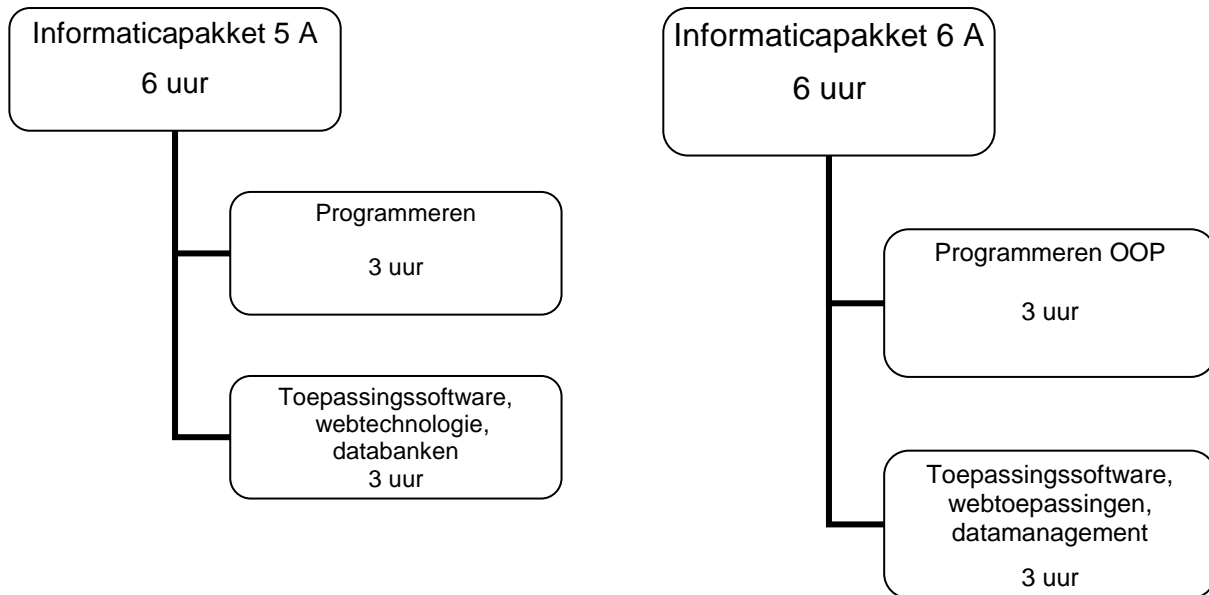 Informaticapakket 5 A
6 uur
Programmeren
3 uur
Toepassingssoftware,
webtechnologie,
databanken
3 uur
Informaticapakket 6 A
6 uur
Programmeren OOP
3 uur
Toepassingssoftware,
webtoepassingen,
datamanagement
3 uur